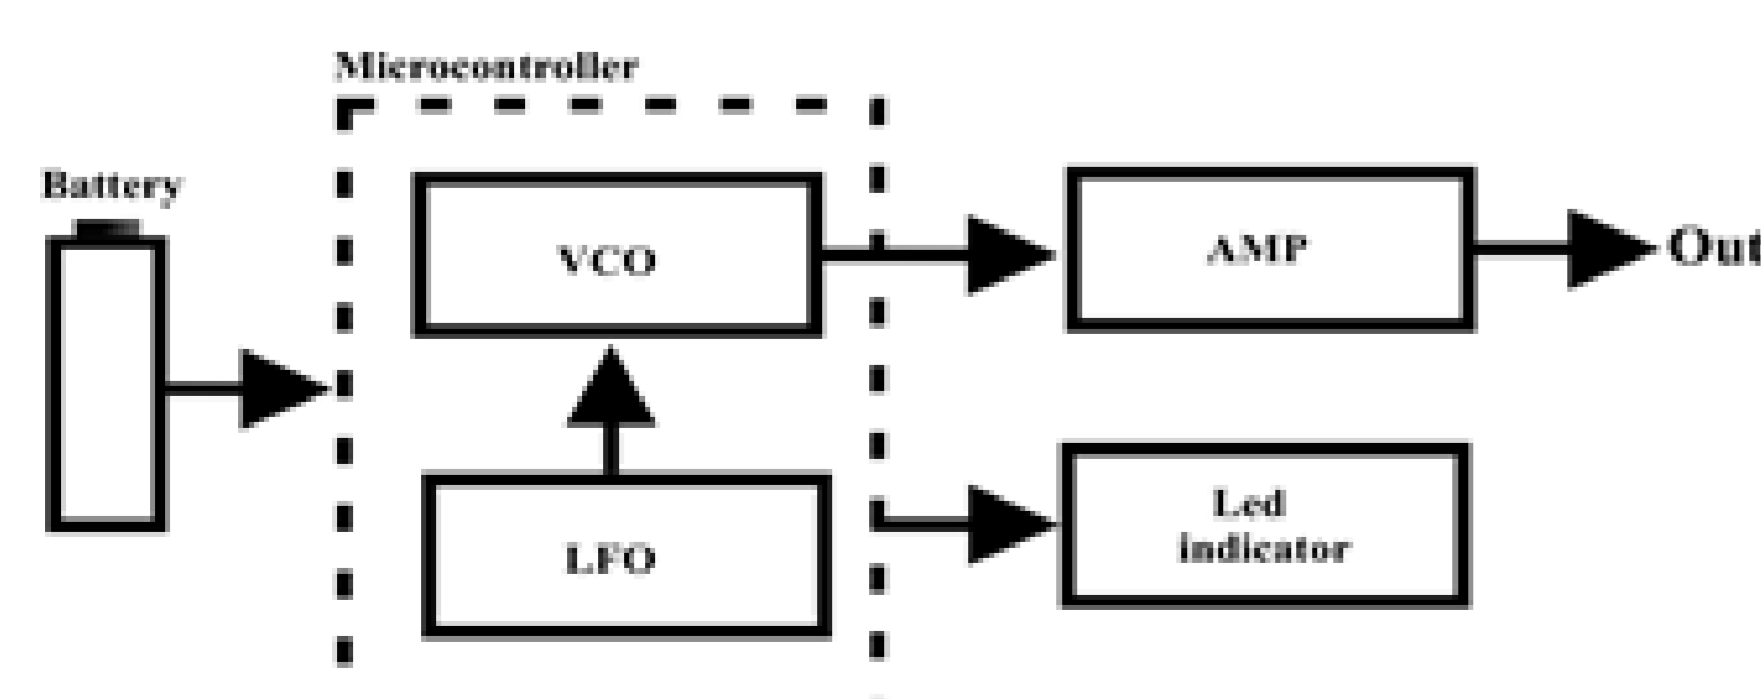 Microcontroller
Battery
VCO
AMP
Out
LFO
Led
indicator